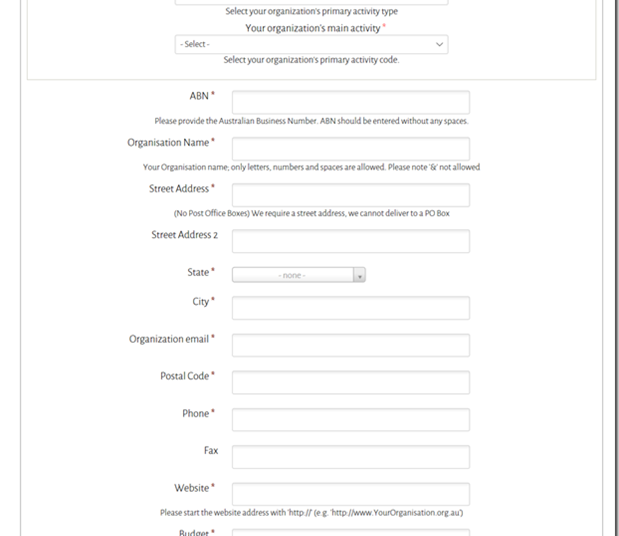 Select your organization's primary activity type
Your organization's main activity *
- Select -
Select your organization's primary activity code.
ABN *
Please provide the Australian Business Number. ABN should be entered without any spaces.
Organisation Name *
Your Organisation name; only letters, numbers and spaces are allowed. Please note '&' not allowed
Street Address *
(No Post Office Boxes) We require a street address, we cannot deliver to a PO Box
Street Address 2
State *
- none -
City *
Organization email *
Postal Code *
Phone *
Fax
Website *
Please start the website address with 'http://' (e.g. 'http://www.YourOrganisation.org.au')
Budget *